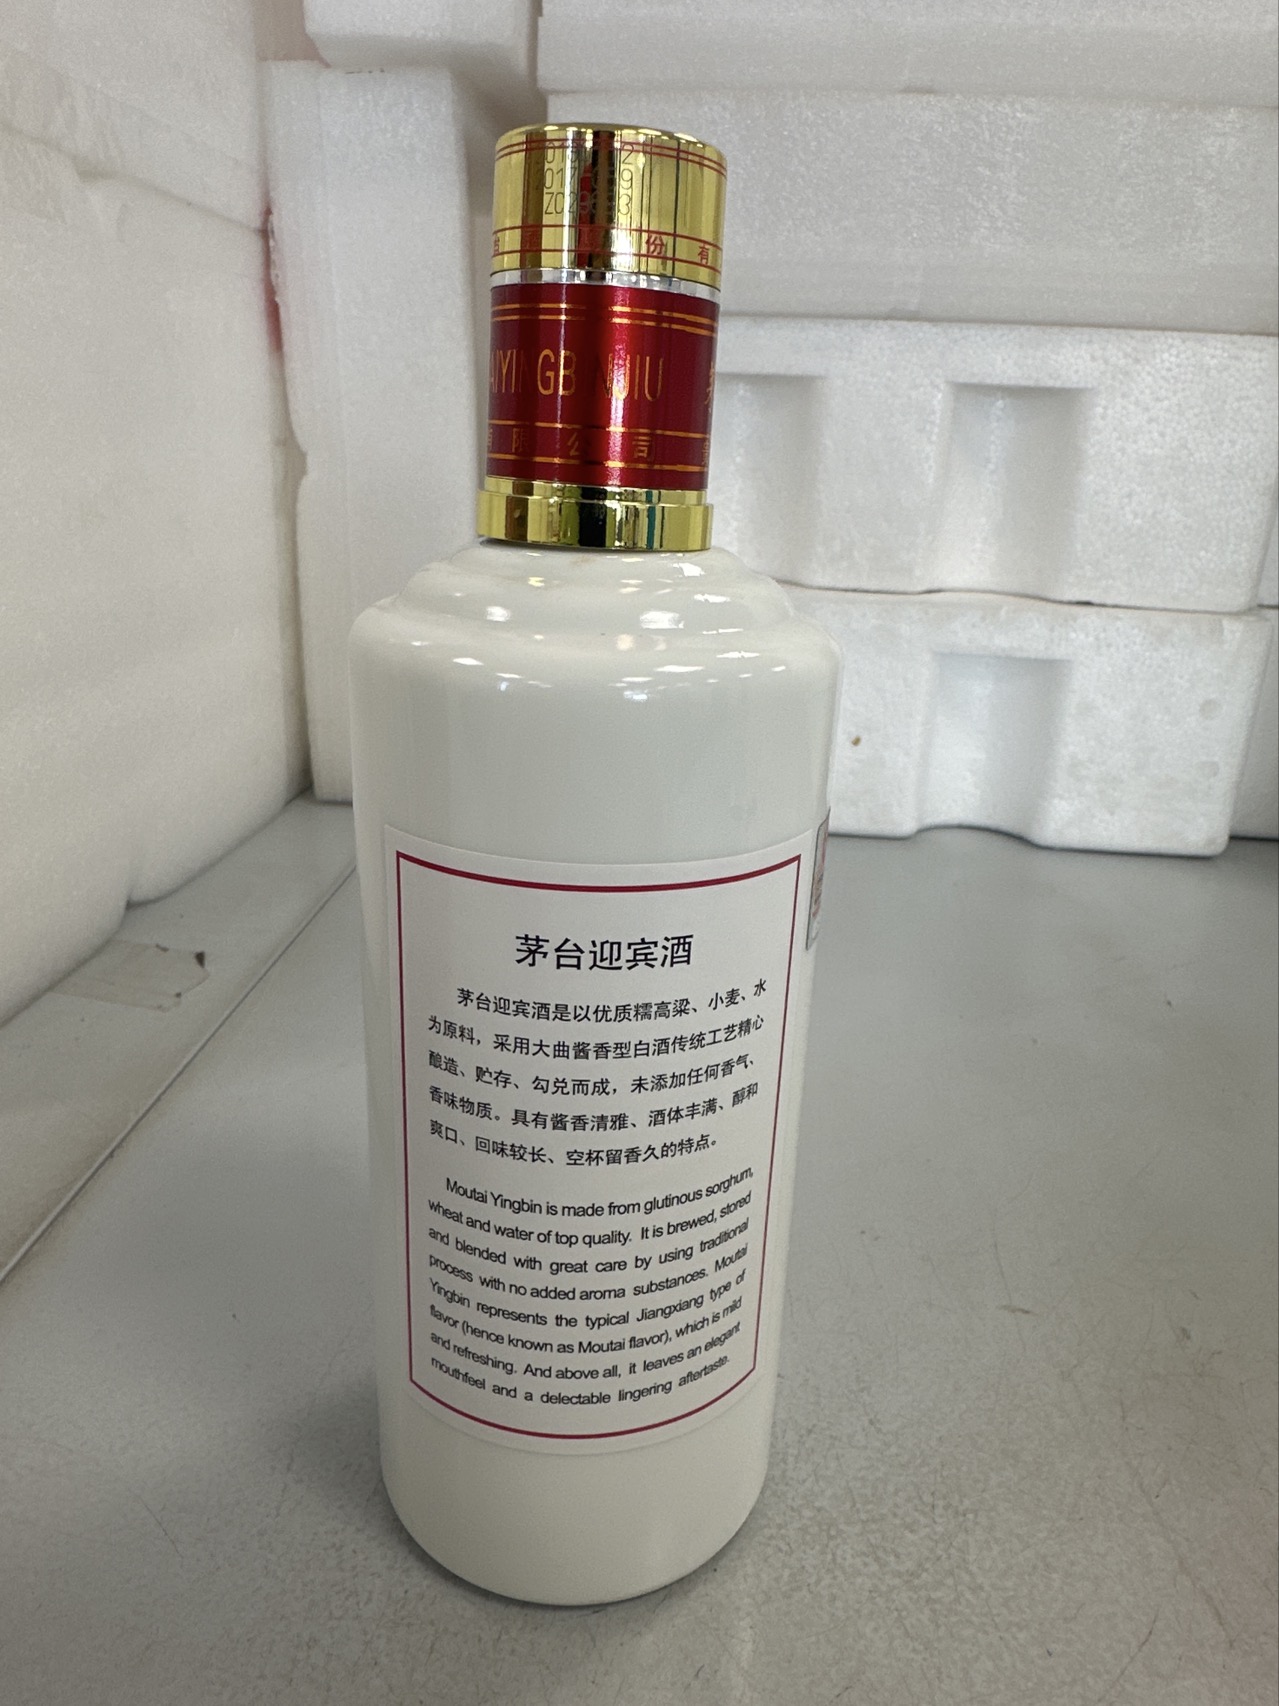 份 有
GB
JIU
限 公 司
茅台迎宾酒
茅台迎宾酒是以优质糯高粱、小麦、水
为原料，采用大曲酱香型白酒传统工艺精心
酿造、贮存、勾兑而成，未添加任何香气、
香味物质。具有酱香清雅、酒体丰满、醇和
爽口、回味较长、空杯留香久的特点。
Moutai Yingbin is made from glutinous sorghum,
wheat and water of top quality. It is brewed, stored
and blended with great care by using traditional
process with no added aroma substances. Moutai
Yingbin represents the typical Jiangxiang type of
flavor (hence known as Moutai flavor), which is mild
and refreshing. And above all, it leaves an elegant
mouthfeel and a delectable lingering aftertaste.